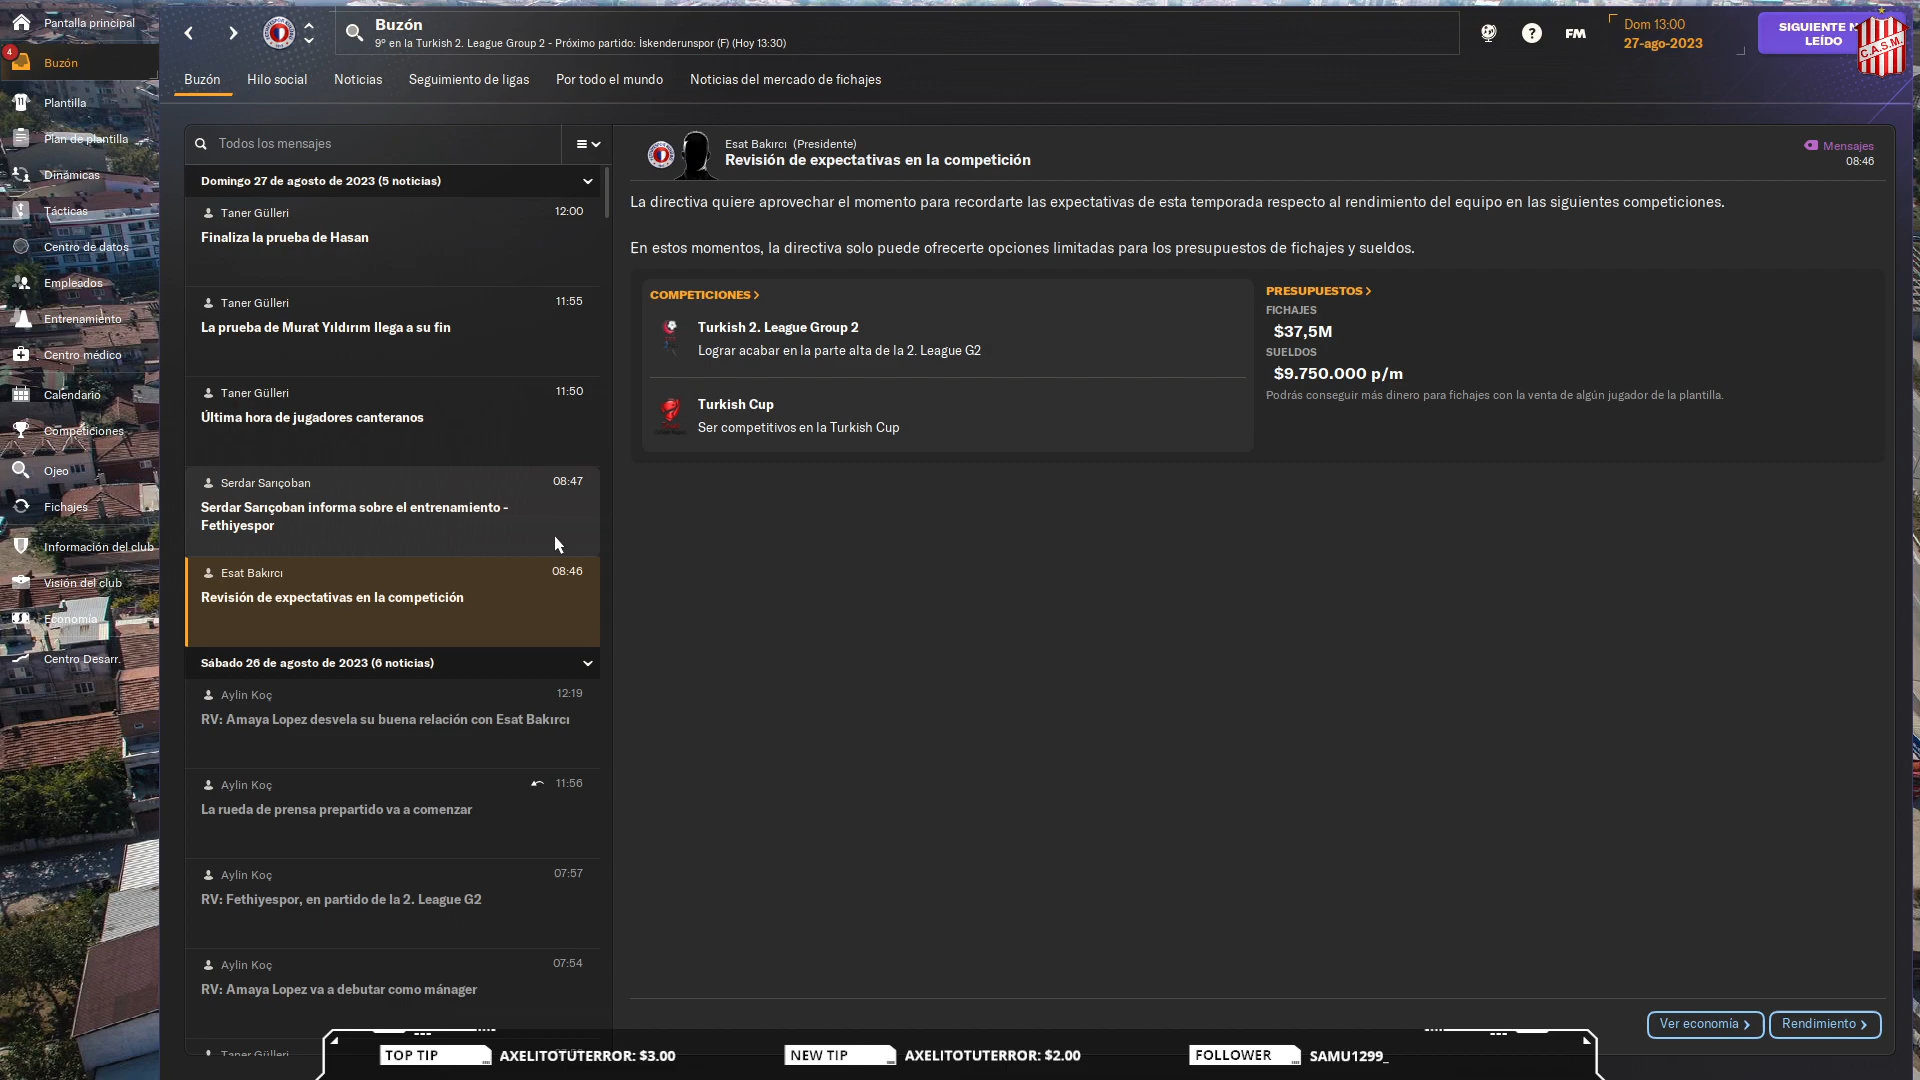 Pantalla principal
4
Buzón
Plantilla
Plan de plantilla
Dinámicas
Tácticas
Centro de datos
Empleados
Entrenamiento
Centro médico
Calendario
Competiciones
Ojeo
Fichajes
Información del club
Visión del club
Economía
Centro Desarr.
Buzón
9º en la Turkish 2. League Group 2 - Próximo partido: İskenderunspor (F) (Hoy 13:30)
FM
Dom 13:00
27-ago-2023
SIGUIENTE N
LEÍDO
C.A.S.M.
Buzón
Hilo social
Noticias
Seguimiento de ligas
Por todo el mundo
Noticias del mercado de fichajes
Todos los mensajes
Domingo 27 de agosto de 2023 (5 noticias)
Taner Gülleri 12:00
Finaliza la prueba de Hasan
Taner Gülleri 11:55
La prueba de Murat Yıldırım llega a su fin
Taner Gülleri 11:50
Última hora de jugadores canteranos
Serdar Sarıçoban 08:47
Serdar Sarıçoban informa sobre el entrenamiento -
Fethiyespor
Esat Bakırcı 08:46
Revisión de expectativas en la competición
Sábado 26 de agosto de 2023 (6 noticias)
Aylin Koç 12:19
RV: Amaya Lopez desvela su buena relación con Esat Bakırcı
Aylin Koç 11:56
La rueda de prensa prepartido va a comenzar
Aylin Koç 07:57
RV: Fethiyespor, en partido de la 2. League G2
Aylin Koç 07:54
RV: Amaya Lopez va a debutar como mánager
Taner Gülleri
Esat Bakırcı (Presidente)
Revisión de expectativas en la competición
Mensajes
08:46
La directiva quiere aprovechar el momento para recordarte las expectativas de esta temporada respecto al rendimiento del equipo en las siguientes competiciones.
En estos momentos, la directiva solo puede ofrecerte opciones limitadas para los presupuestos de fichajes y sueldos.
COMPETICIONES
Turkish 2. League Group 2
Lograr acabar en la parte alta de la 2. League G2
Turkish Cup
Ser competitivos en la Turkish Cup
PRESUPUESTOS
FICHAJES
$37,5M
SUELDOS
$9.750.000 p/m
Podrás conseguir más dinero para fichajes con la venta de algún jugador de la plantilla.
Ver economía
Rendimiento
TOP TIP AXELITOTUTERROR: $3.00
NEW TIP AXELITOTUTERROR: $2.00
FOLLOWER SAMU1299_